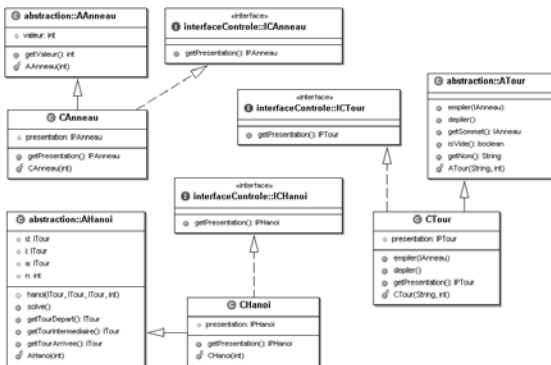 abstraction::AAnneau
valeur: int
getValeur(): int
AAnneau(int)
«interface»
interfaceControle::ICAnneau
getPresentation(): IPAnneau
CAnneau
presentation: IPAnneau
getPresentation(): IPAnneau
CAnneau(int)
«interface»
interfaceControle::ICTour
getPresentation(): IPTour
abstraction::ATour
empiler(IAnneau)
depiler()
getSommet(): IAnneau
isVide(): boolean
getNom(): String
ATour(String, int)
«interface»
interfaceControle::ICHanoi
getPresentation(): IPHanoi
abstraction::AHanoi
d: ITour
i: ITour
a: ITour
n: int
hanoi(ITour, ITour, ITour, int)
solve()
getTourDepart(): ITour
getTourIntermediaire(): ITour
getTourArrivee(): ITour
AHanoi(int)
CHanoi
presentation: IPHanoi
getPresentation(): IPHanoi
CHanoi(int)
CTour
presentation: IPTour
empiler(IAnneau)
depiler()
getPresentation(): IPTour
CTour(String, int)